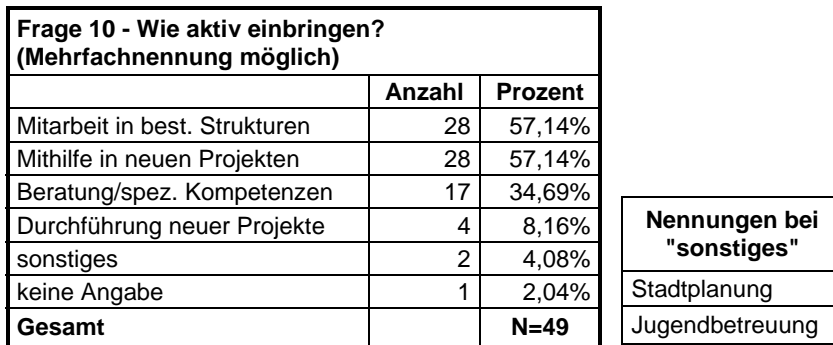 Frage 10 - Wie aktiv einbringen?
(Mehrfachnennung möglich)
Anzahl Prozent
Mitarbeit in best. Strukturen 28 57,14%
Mithilfe in neuen Projekten 28 57,14%
Beratung/spez. Kompetenzen 17 34,69%
Durchführung neuer Projekte 4 8,16%
sonstiges 2 4,08%
keine Angabe 1 2,04%
Gesamt N=49
Nennungen bei
"sonstiges"
Stadtplanung
Jugendbetreuung